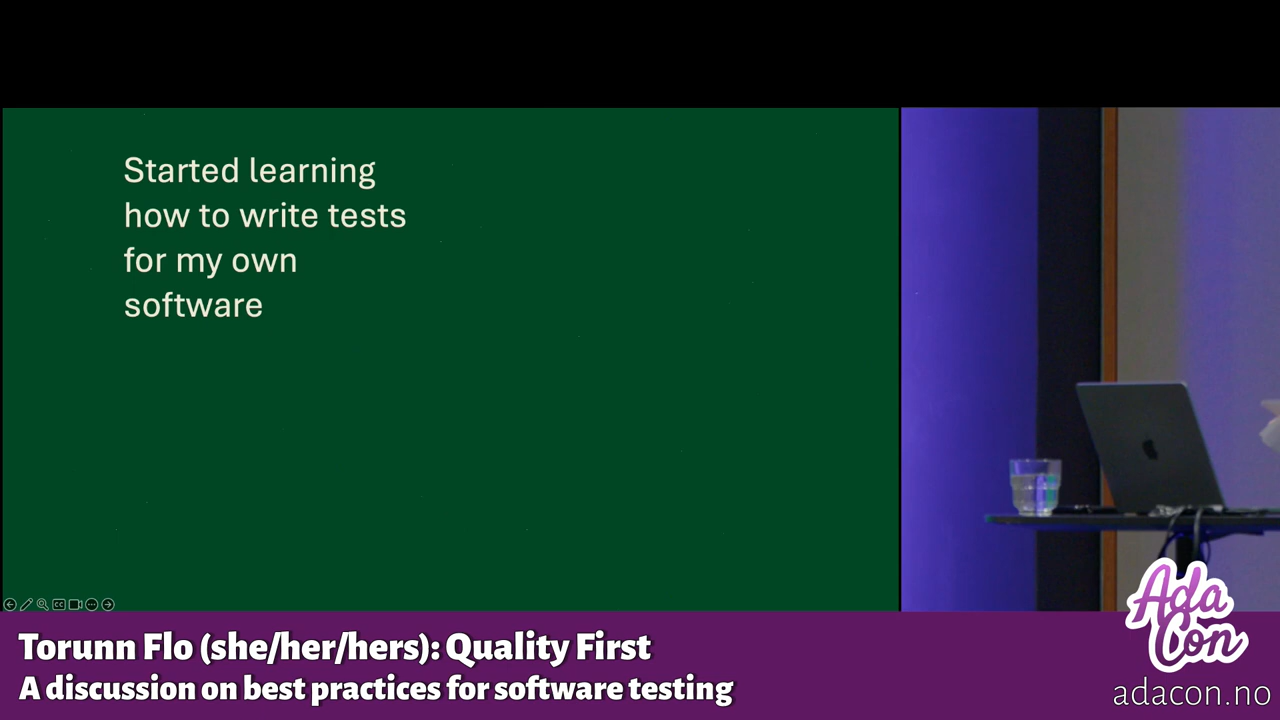 Started learning
how to write tests
for my own
software
Torunn Flo (she/her/hers): Quality First
A discussion on best practices for software testing
Ada
Con
adacon.no